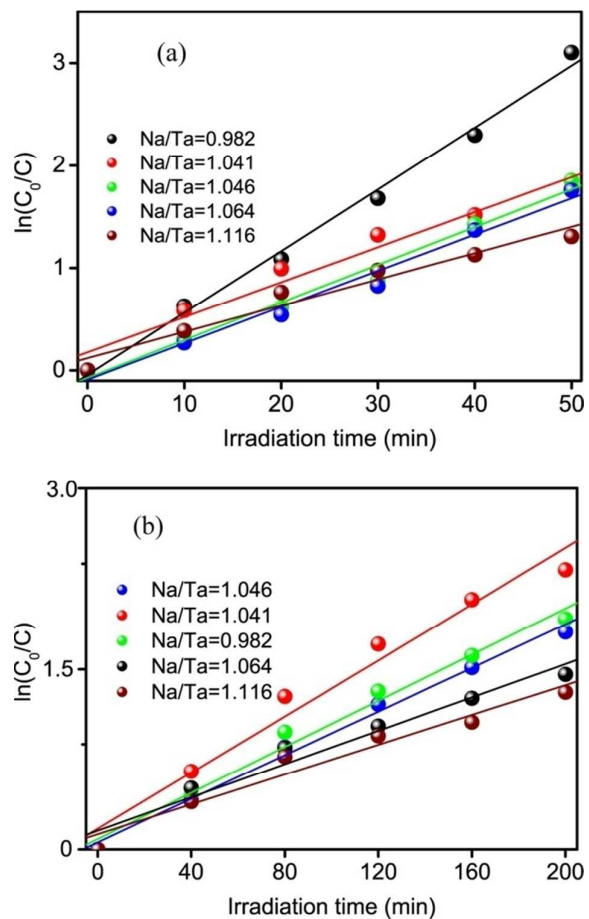 (a)
3
2
1
0
ln(C₀/C)
Na/Ta=0.982
Na/Ta=1.041
Na/Ta=1.046
Na/Ta=1.064
Na/Ta=1.116
0 10 20 30 40 50
Irradiation time (min)
(b)
3.0
1.5
0
ln(C₀/C)
Na/Ta=1.046
Na/Ta=1.041
Na/Ta=0.982
Na/Ta=1.064
Na/Ta=1.116
0 40 80 120 160 200
Irradiation time (min)